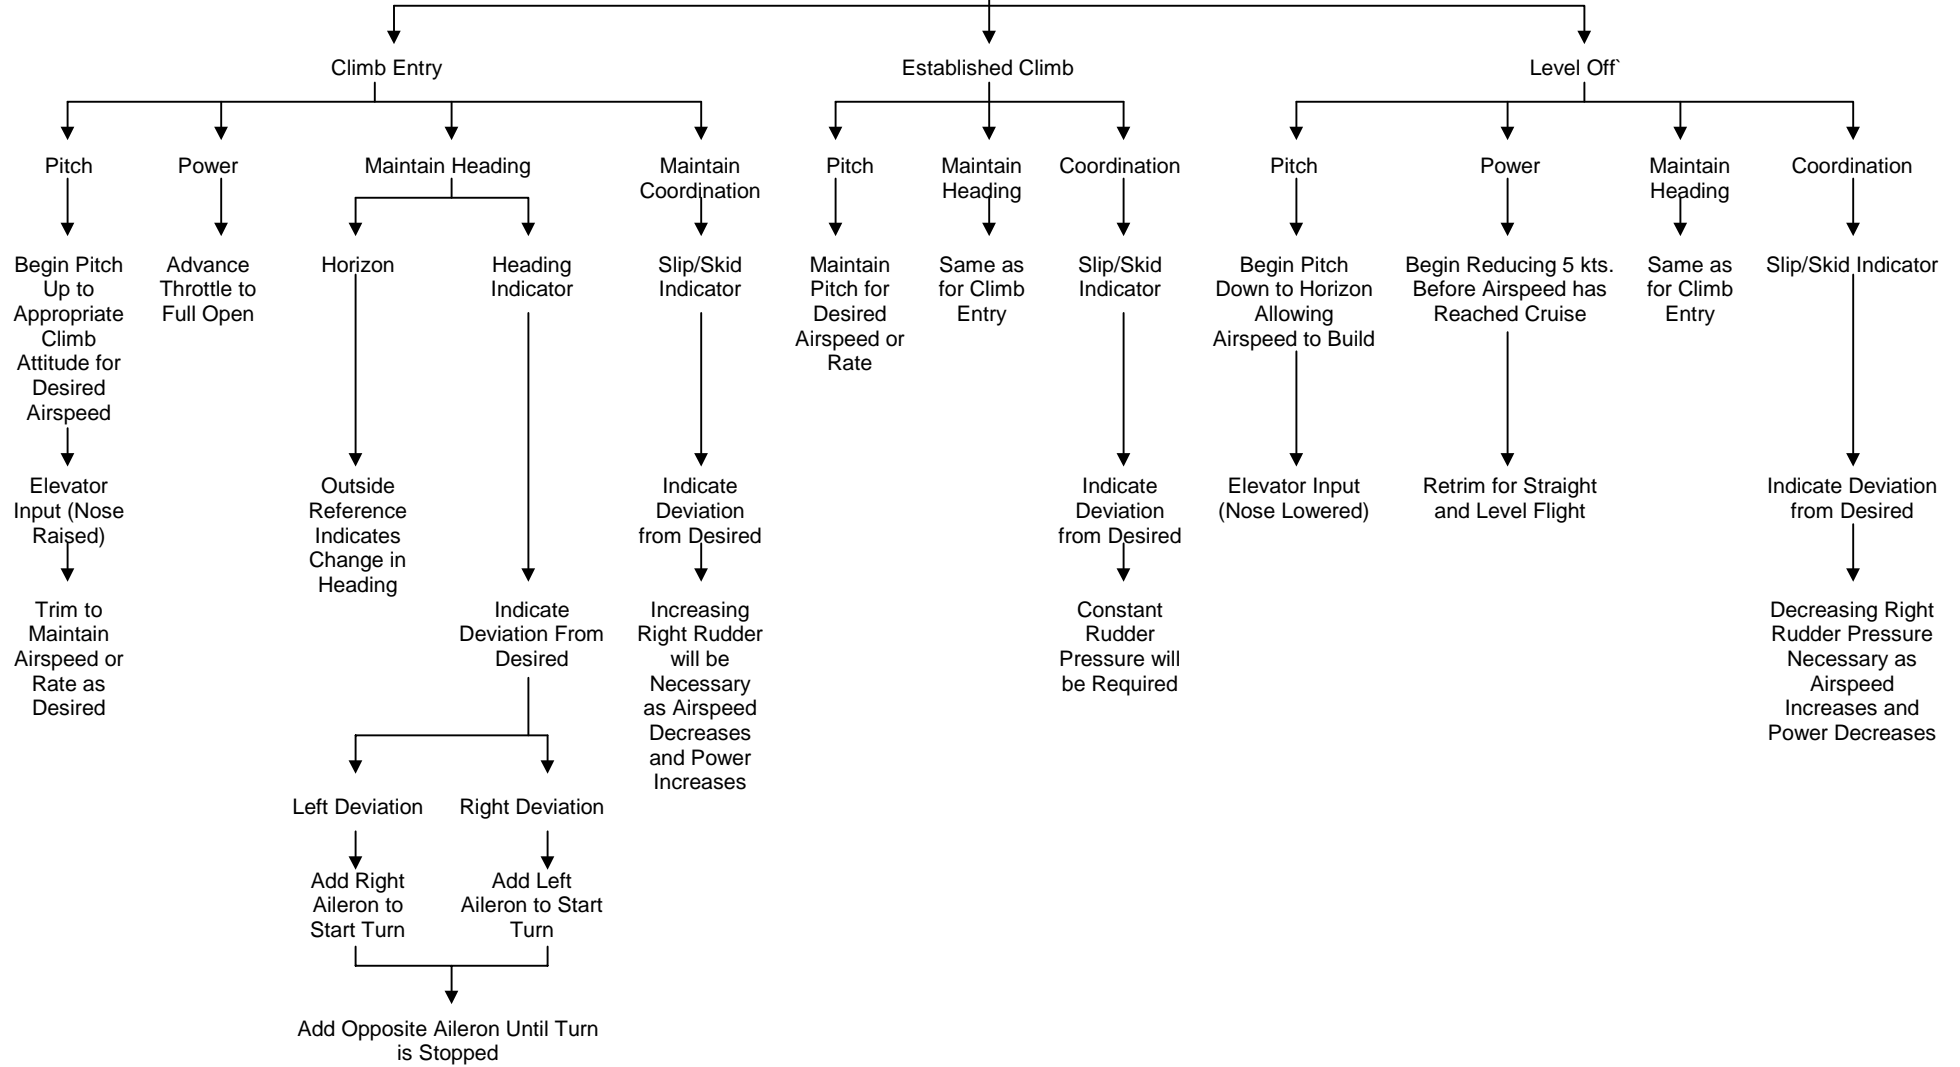 Climb Entry
Established Climb
Level Off`
Pitch
Power
Maintain Heading
Maintain
Coordination
Pitch
Maintain
Heading
Coordination
Pitch
Power
Maintain
Heading
Coordination
Begin Pitch
Up to
Appropriate
Climb
Attitude for
Desired
Airspeed
Advance
Throttle to
Full Open
Horizon
Heading
Indicator
Slip/Skid
Indicator
Maintain
Pitch for
Desired
Airspeed or
Rate
Same as
for Climb
Entry
Slip/Skid
Indicator
Begin Pitch
Down to Horizon
Allowing
Airspeed to Build
Begin Reducing 5 kts.
Before Airspeed has
Reached Cruise
Same as
for Climb
Entry
Slip/Skid Indicator
Elevator
Input (Nose
Raised)
Outside
Reference
Indicates
Change in
Heading
Indicate
Deviation
from Desired
Indicate
Deviation
from Desired
Elevator Input
(Nose Lowered)
Retrim for Straight
and Level Flight
Indicate Deviation
from Desired
Trim to
Maintain
Airspeed or
Rate as
Desired
Indicate
Deviation From
Desired
Increasing
Right Rudder
will be
Necessary
as Airspeed
Decreases
and Power
Increases
Constant
Rudder
Pressure will
be Required
Decreasing Right
Rudder Pressure
Necessary as
Airspeed
Increases and
Power Decreases
Left Deviation
Right Deviation
Add Right
Aileron to
Start Turn
Add Left
Aileron to Start
Turn
Add Opposite Aileron Until Turn
is Stopped